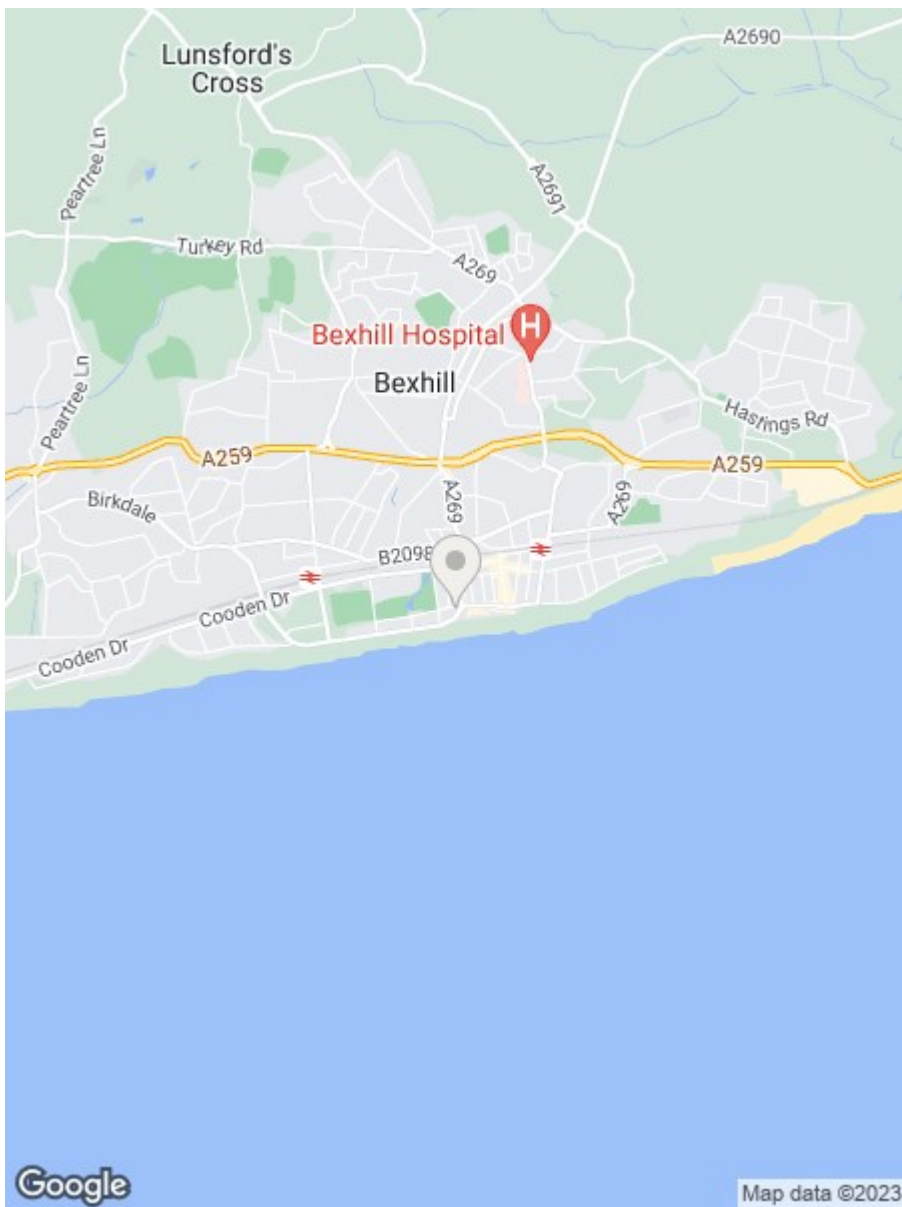 A2690
Lunsford's
Cross
Peartree Ln
A2691
Turkey Rd
A269
Bexhill Hospital
H
Bexhill
Peartree Ln
Hastings Rd
A259
A259
Birkdale
A269
A269
B2098
Cooden Dr
Cooden Dr
Google
Map data ©2023